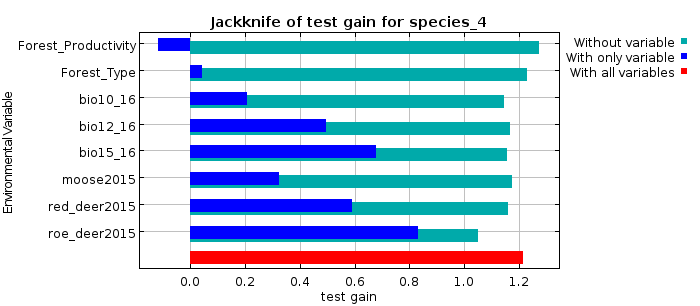 Jackknife of test gain for species_4
Without variable
With only variable
With all variables
Environmental Variable
Forest_Productivity
Forest_Type
bio10_16
bio12_16
bio15_16
moose2015
red_deer2015
roe_deer2015
0.0 0.2 0.4 0.6 0.8 1.0 1.2
test gain